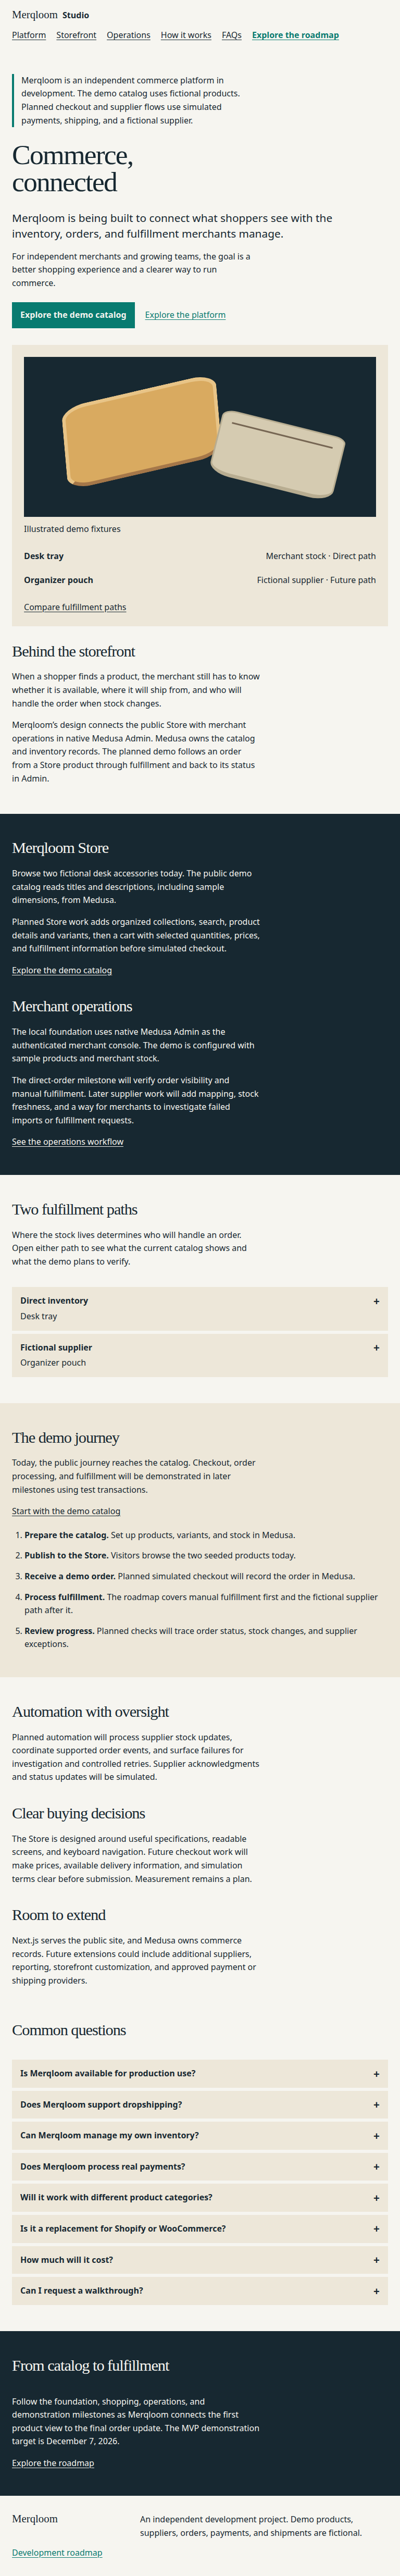 Merqloom Studio
Platform Storefront Operations How it works FAQs Explore the roadmap
Merqloom is an independent commerce platform in
development. The demo catalog uses fictional products.
Planned checkout and supplier flows use simulated
payments, shipping, and a fictional supplier.
Commerce,
connected
Merqloom is being built to connect what shoppers see with the
inventory, orders, and fulfillment merchants manage.
For independent merchants and growing teams, the goal is a
better shopping experience and a clearer way to run
commerce.
Explore the demo catalog Explore the platform
Illustrated demo fixtures
Desk tray Merchant stock · Direct path
Organizer pouch Fictional supplier · Future path
Compare fulfillment paths
Behind the storefront
When a shopper finds a product, the merchant still has to know
whether it is available, where it will ship from, and who will
handle the order when stock changes.
Merqloom's design connects the public Store with merchant
operations in native Medusa Admin. Medusa owns the catalog
and inventory records. The planned demo follows an order
from a Store product through fulfillment and back to its status
in Admin.
Merqloom Store
Browse two fictional desk accessories today. The public demo
catalog reads titles and descriptions, including sample
dimensions, from Medusa.
Planned Store work adds organized collections, search, product
details and variants, then a cart with selected quantities, prices,
and fulfillment information before simulated checkout.
Explore the demo catalog
Merchant operations
The local foundation uses native Medusa Admin as the
authenticated merchant console. The demo is configured with
sample products and merchant stock.
The direct-order milestone will verify order visibility and
manual fulfillment. Later supplier work will add mapping, stock
freshness, and a way for merchants to investigate failed
imports or fulfillment requests.
See the operations workflow
Two fulfillment paths
Where the stock lives determines who will handle an order.
Open either path to see what the current catalog shows and
what the demo plans to verify.
Direct inventory +
Desk tray
Fictional supplier +
Organizer pouch
The demo journey
Today, the public journey reaches the catalog. Checkout, order
processing, and fulfillment will be demonstrated in later
milestones using test transactions.
Start with the demo catalog
1. Prepare the catalog. Set up products, variants, and stock in Medusa.
2. Publish to the Store. Visitors browse the two seeded products today.
3. Receive a demo order. Planned simulated checkout will record the order in Medusa.
4. Process fulfillment. The roadmap covers manual fulfillment first and the fictional supplier
path after it.
5. Review progress. Planned checks will trace order status, stock changes, and supplier
exceptions.
Automation with oversight
Planned automation will process supplier stock updates,
coordinate supported order events, and surface failures for
investigation and controlled retries. Supplier acknowledgments
and status updates will be simulated.
Clear buying decisions
The Store is designed around useful specifications, readable
screens, and keyboard navigation. Future checkout work will
make prices, available delivery information, and simulation
terms clear before submission. Measurement remains a plan.
Room to extend
Next.js serves the public site, and Medusa owns commerce
records. Future extensions could include additional suppliers,
reporting, storefront customization, and approved payment or
shipping providers.
Common questions
Is Merqloom available for production use? +
Does Merqloom support dropshipping? +
Can Merqloom manage my own inventory? +
Does Merqloom process real payments? +
Will it work with different product categories? +
Is it a replacement for Shopify or WooCommerce? +
How much will it cost? +
Can I request a walkthrough? +
From catalog to fulfillment
Follow the foundation, shopping, operations, and
demonstration milestones as Merqloom connects the first
product view to the final order update. The MVP demonstration
target is December 7, 2026.
Explore the roadmap
Merqloom
An independent development project. Demo products,
suppliers, orders, payments, and shipments are fictional.
Development roadmap